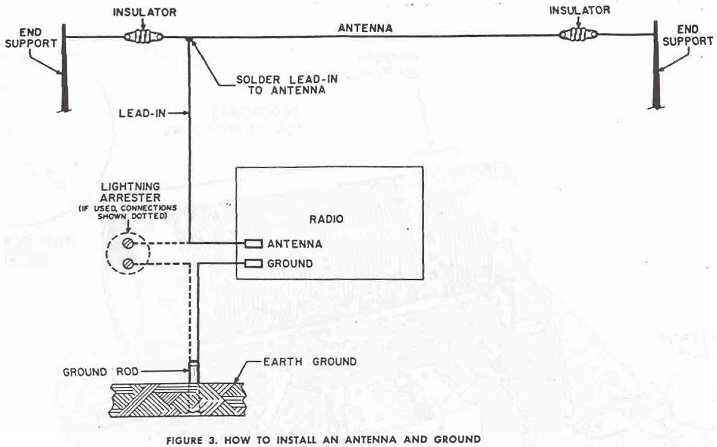 INSULATOR
INSULATOR
END
SUPPORT
ANTENNA
END
SUPPORT
SOLDER LEAD-IN
TO ANTENNA
LEAD-IN
LIGHTNING
ARRESTER
(IF USED, CONNECTIONS
SHOWN DOTTED)
RADIO
ANTENNA
GROUND
GROUND ROD
EARTH GROUND
FIGURE 3. HOW TO INSTALL AN ANTENNA AND GROUND